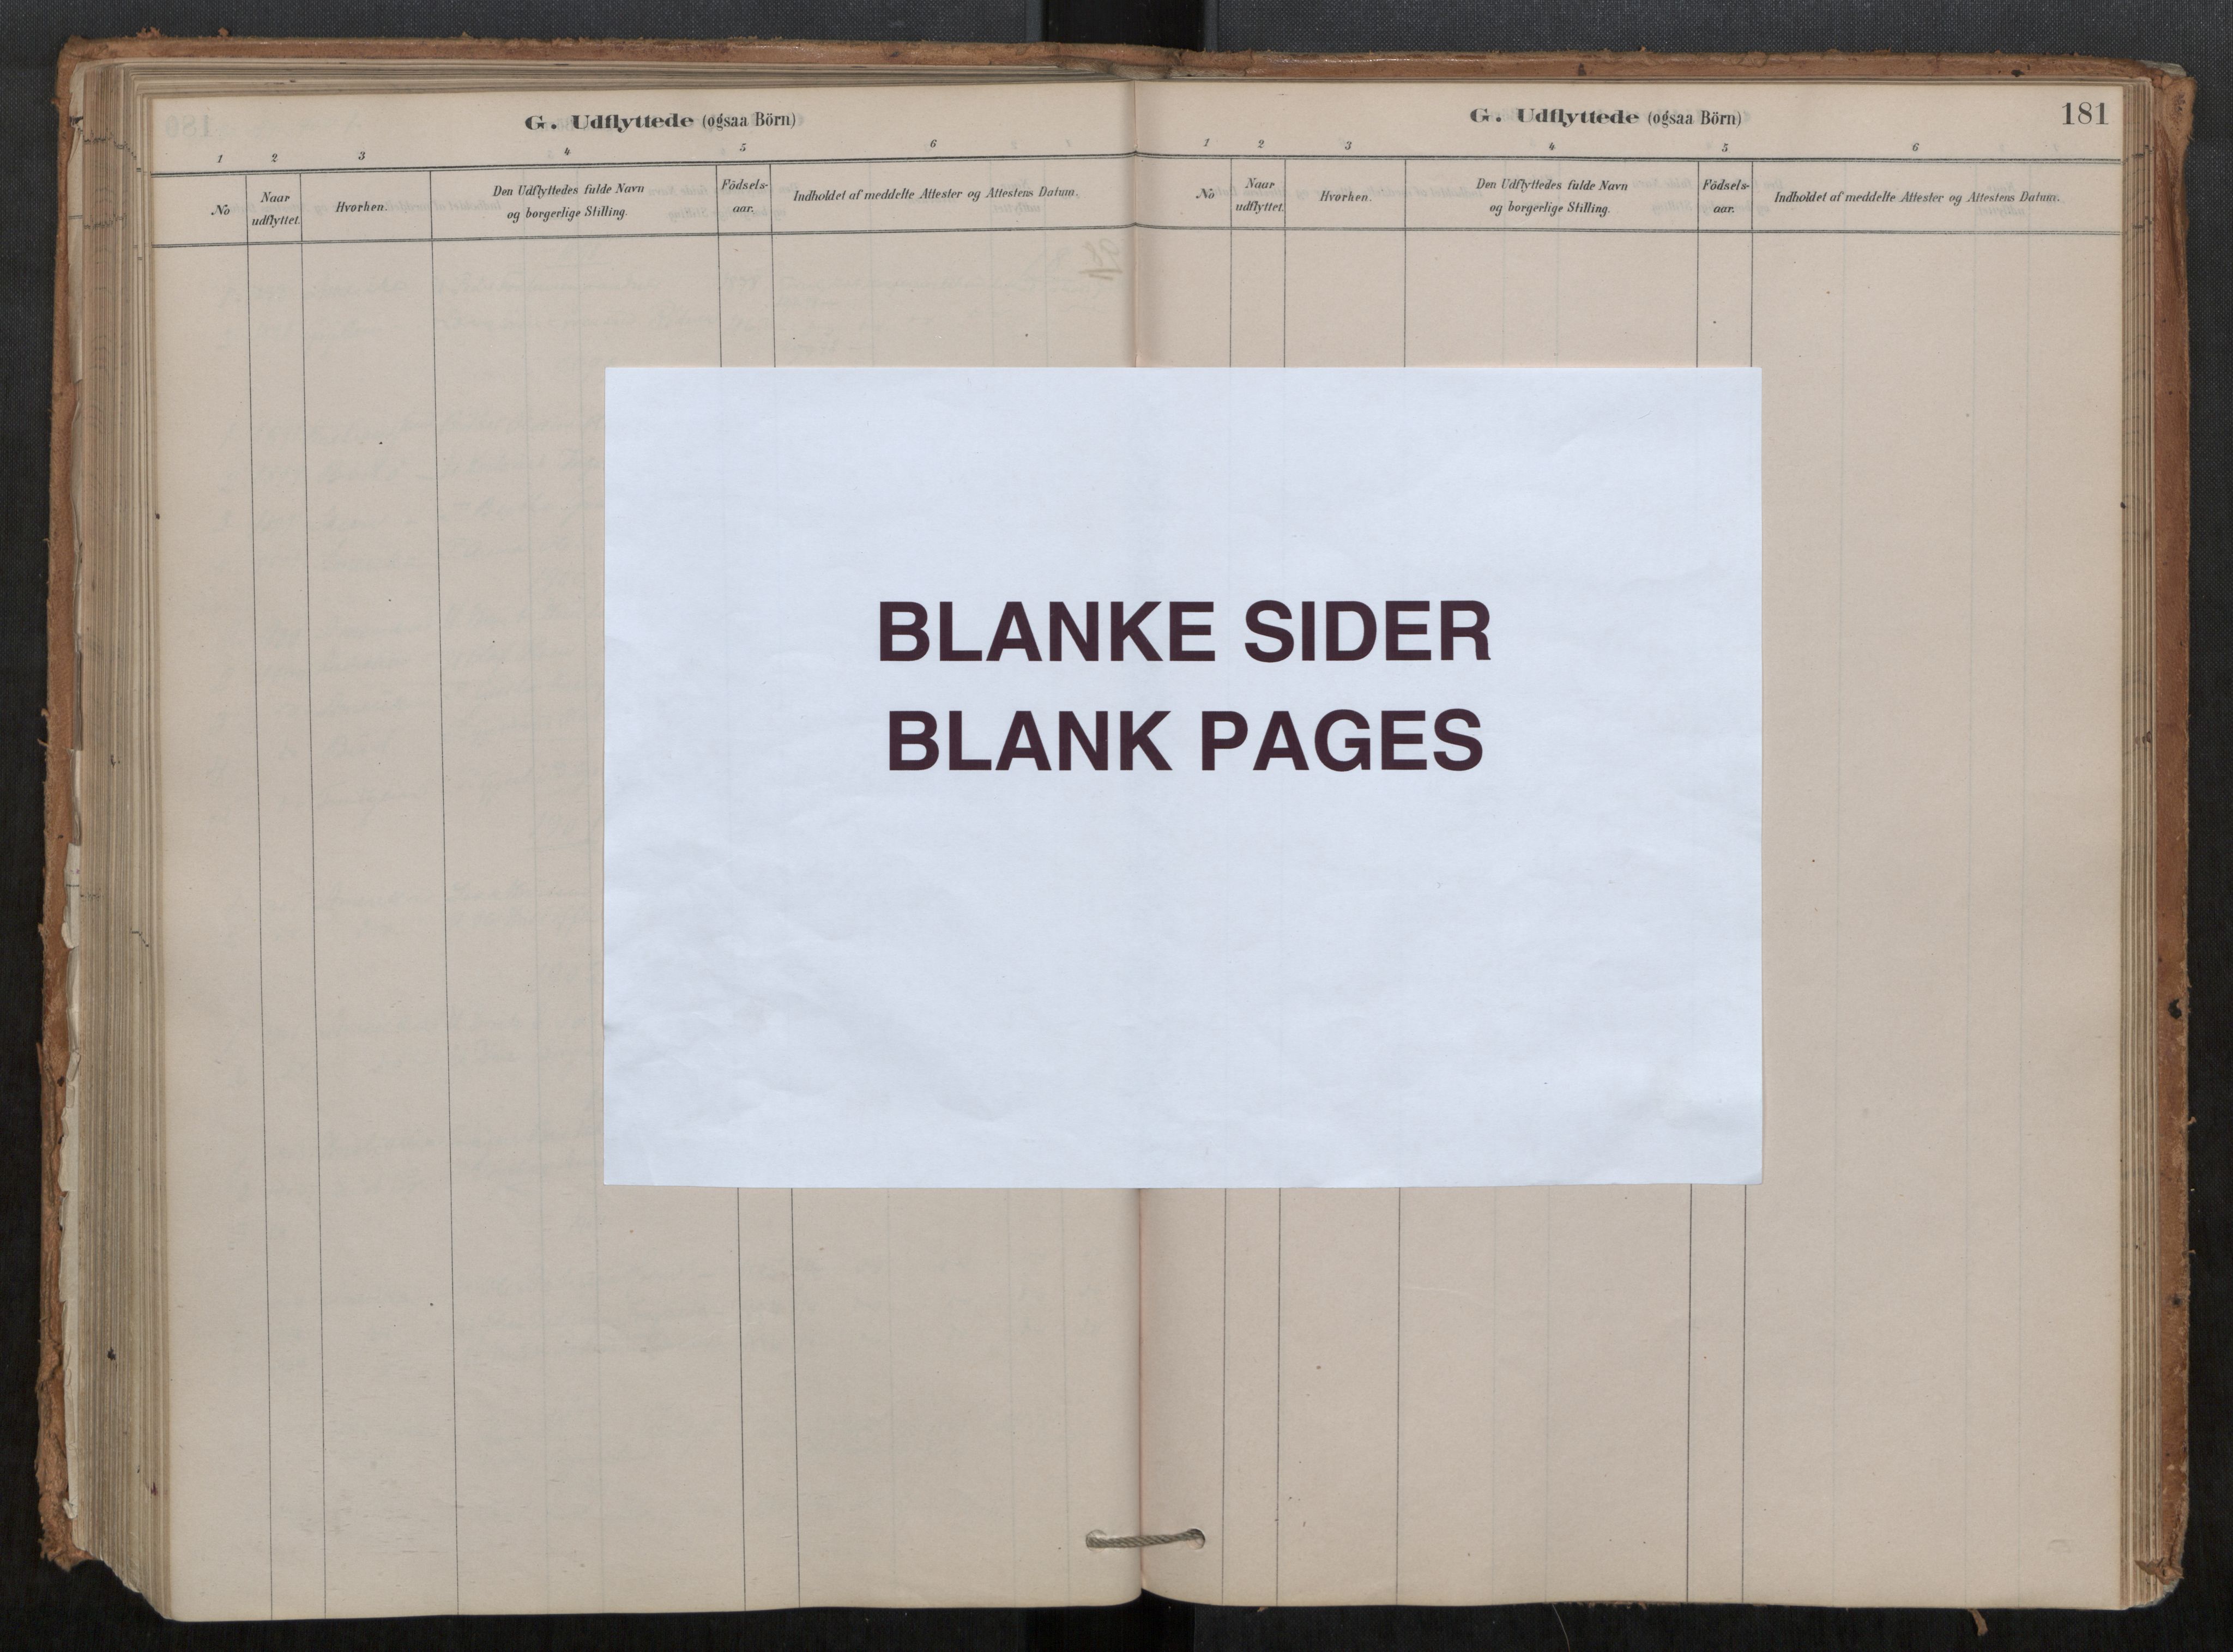 G. Udflyttede (ogsaa Börn)
1 2 3 4 5 6
No
Naar
udflyttet.
Hvorhen.
Den Udflyttedes fulde Navn
og borgerlige Stilling.
Födsels-
aar.
Indholdet af meddelte Attester og Attestens Datum.
G. Udflyttede (ogsaa Börn)
181
1 2 3 4 5 6
No
Naar
udflyttet.
Hvorhen.
Den Udflyttedes fulde Navn
og borgerlige Stilling.
Födsels-
aar.
Indholdet af meddelte Attester og Attestens Datum.
BLANKE SIDER
BLANK PAGES